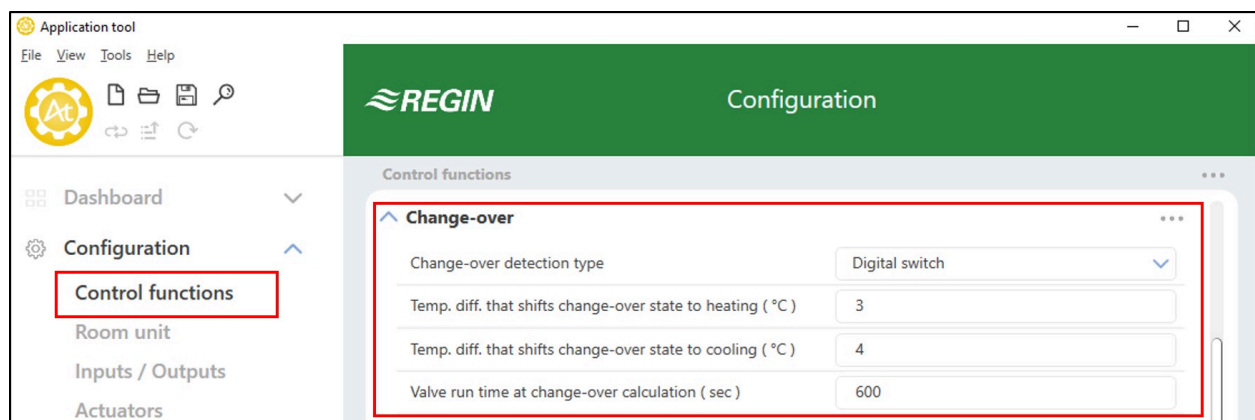 Application tool
File View Tools Help
At
REGIN
Configuration
Control functions
Dashboard
Change-over
Configuration
Change-over detection type Digital switch
Control functions
Temp. diff. that shifts change-over state to heating ( °C ) 3
Room unit
Temp. diff. that shifts change-over state to cooling ( °C ) 4
Inputs / Outputs
Valve run time at change-over calculation ( sec ) 600
Actuators